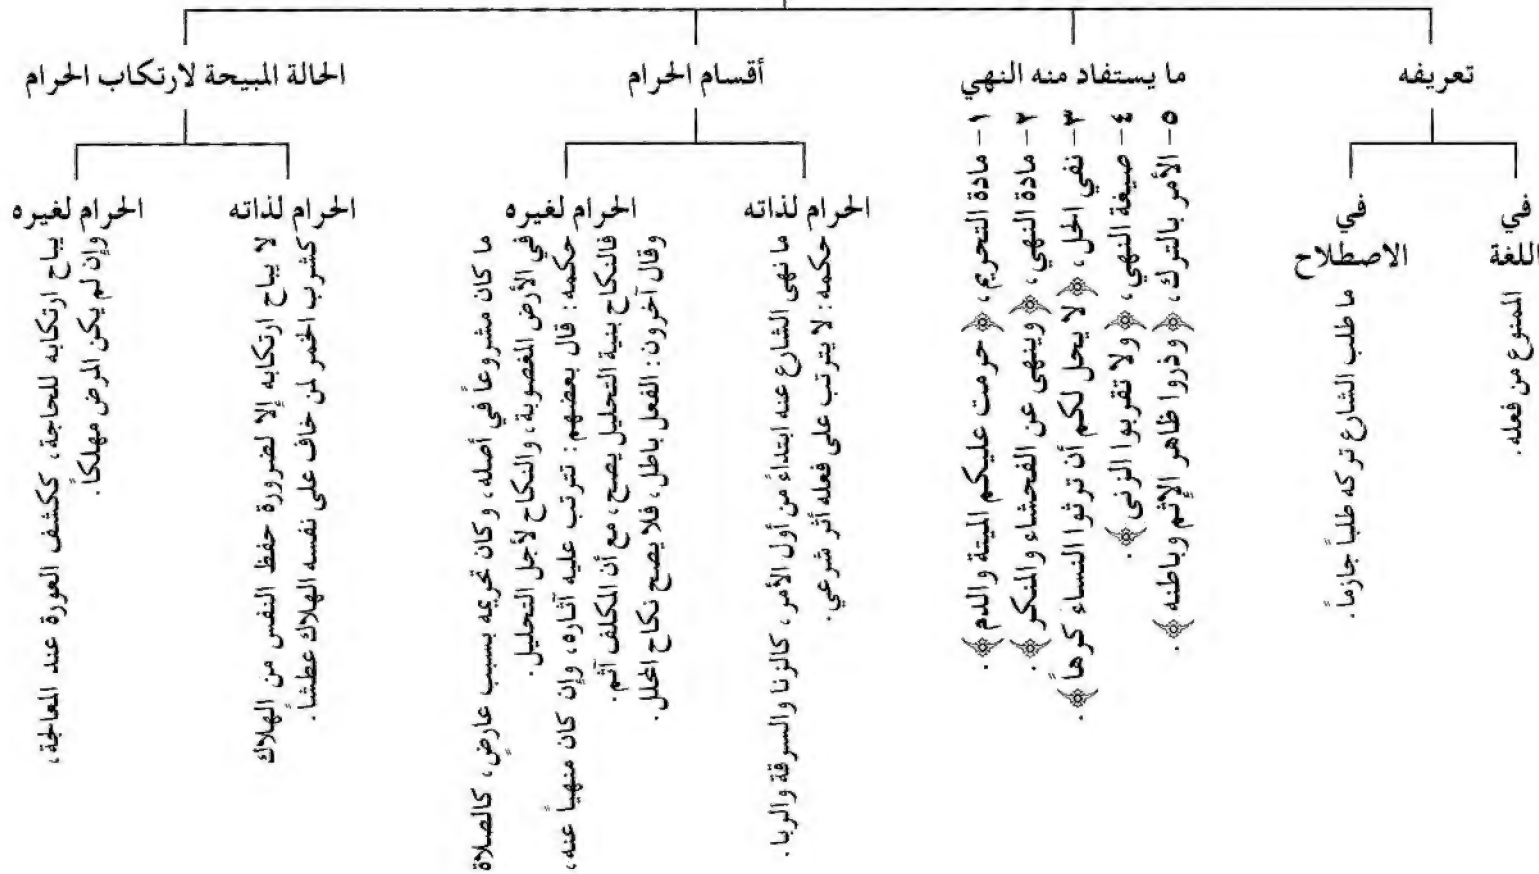 تعريفه
في
اللغة
الممنوع من فعله.
في
الاصطلاح
ما طلب الشارع تركه طلباً جازماً.
ما يستفاد منه النهي
١ - مادة التحريم، ﴿حرمت عليكم الميتة والدم﴾.
٢ - مادة النهي، ﴿وينهى عن الفحشاء والمنكر﴾.
٣ - نفي الحل، ﴿لا يحل لكم أن ترثوا النساء كرهاً﴾.
٤ - صيغة النهي، ﴿ولا تقربوا الزنى﴾.
٥ - الأمر بالترك، ﴿وذروا ظاهر الإثم وباطنه﴾.
أقسام الحرام
الحرام لذاته
ما نهى الشارع عنه ابتداءً من أول الأمر، كالزنا والسرقة والربا.
حكمه: لا يترتب على فعله أثر شرعي.
الحرام لغيره
ما كان مشروعاً في أصله، وكان تحريمه بسبب عارضٍ، كالصلاة
في الأرض المغصوبة، والنكاح لأجل التحليل.
حكمه: قال بعضهم: تترتب عليه آثاره، وإن كان منهياً عنه،
فالنكاح بنية التحليل يصح، مع أن المكلف آثم.
وقال آخرون: الفعل باطل، فلا يصح نكاح المحلل.
الحالة المبيحة لارتكاب الحرام
الحرام لذاته
لا يباح ارتكابه إلا لضرورة حفظ النفس من الهلاك
كشرب الخمر لمن خاف على نفسه الهلاك عطشاً.
الحرام لغيره
يباح ارتكابه للحاجة، ككشف العورة عند المعالجة،
وإن لم يكن المرض مهلكاً.